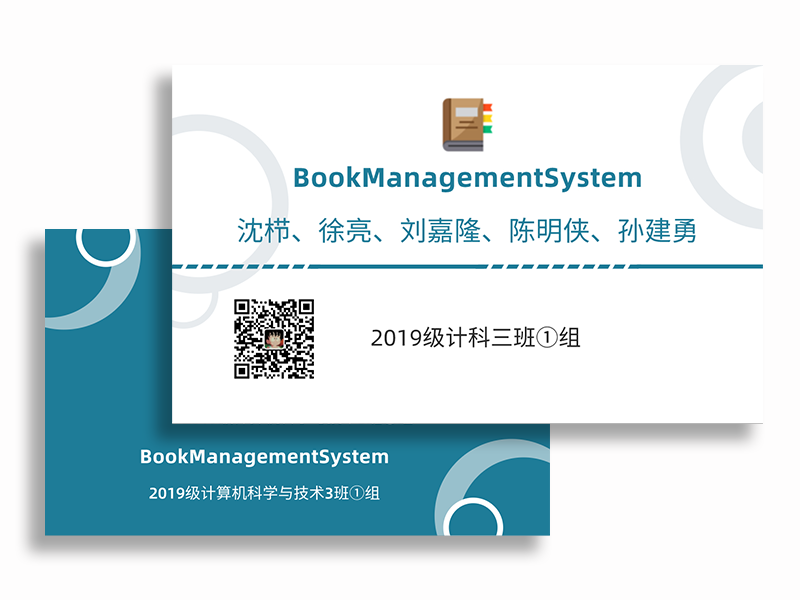 BookManagementSystem
沈栉、徐亮、刘嘉隆、陈明侠、孙建勇
2019级计科三班①组
BookManagementSystem
2019级计算机科学与技术3班①组